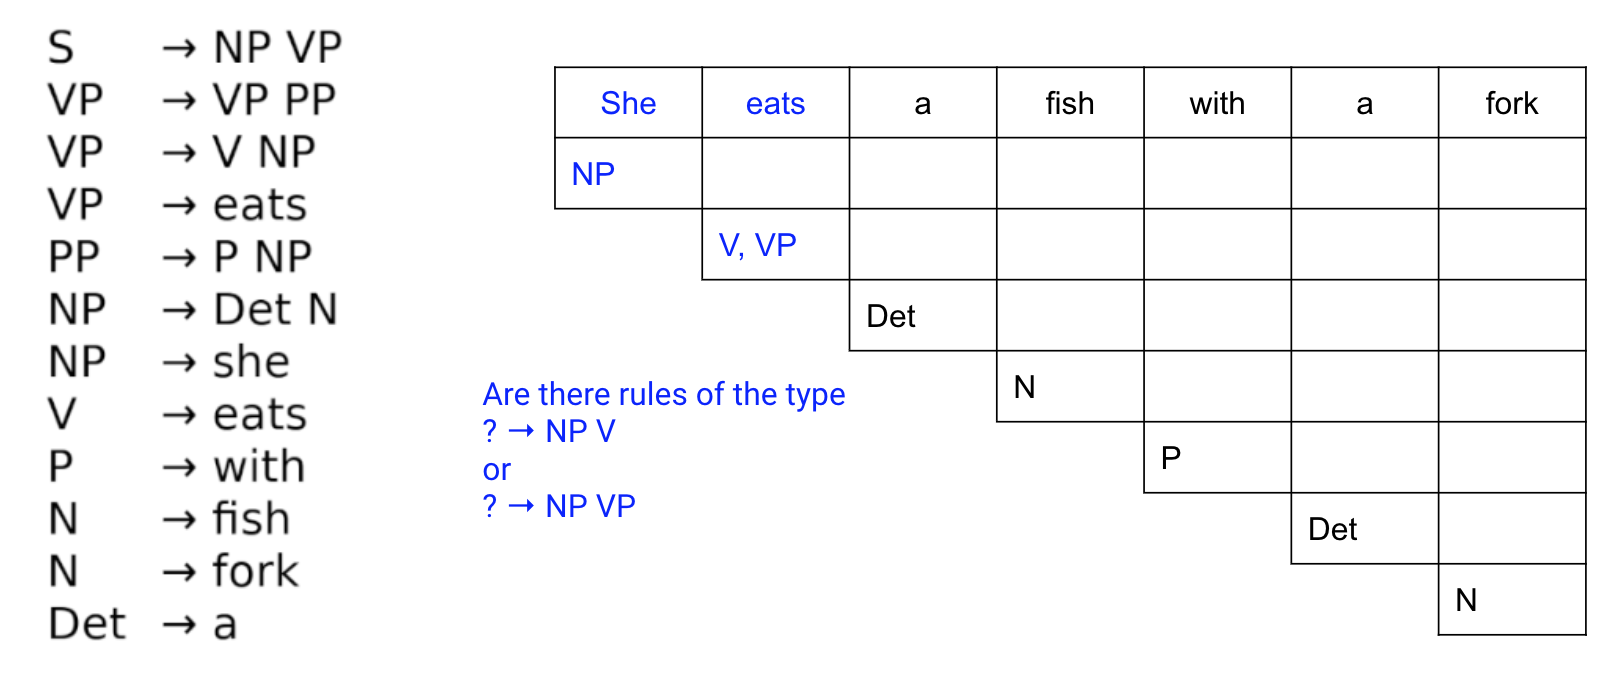 S → NP VP
VP → VP PP
VP → V NP
VP → eats
PP → P NP
NP → Det N
NP → she
V → eats
P → with
N → fish
N → fork
Det → a
She eats a fish with a fork
NP
V, VP
Det
N
P
Det
N
Are there rules of the type
? → NP V
or
? → NP VP